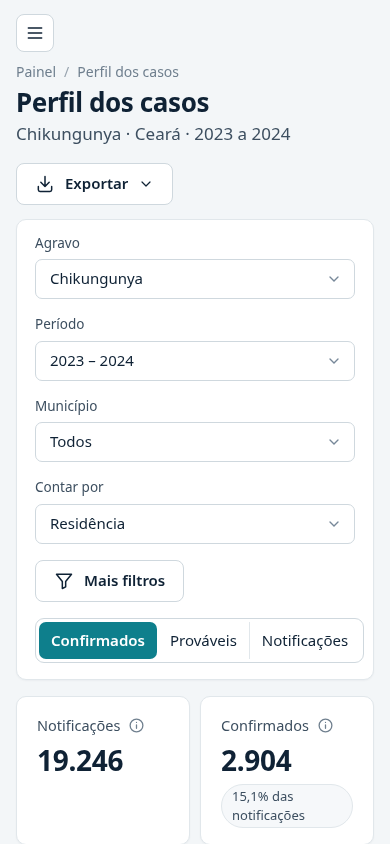 Painel / Perfil dos casos
Perfil dos casos
Chikungunya · Ceará · 2023 a 2024
Exportar
Agravo
Chikungunya
Período
2023 – 2024
Município
Todos
Contar por
Residência
Mais filtros
Confirmados Prováveis Notificações
Notificações
19.246
Confirmados
2.904
15,1% das
notificações